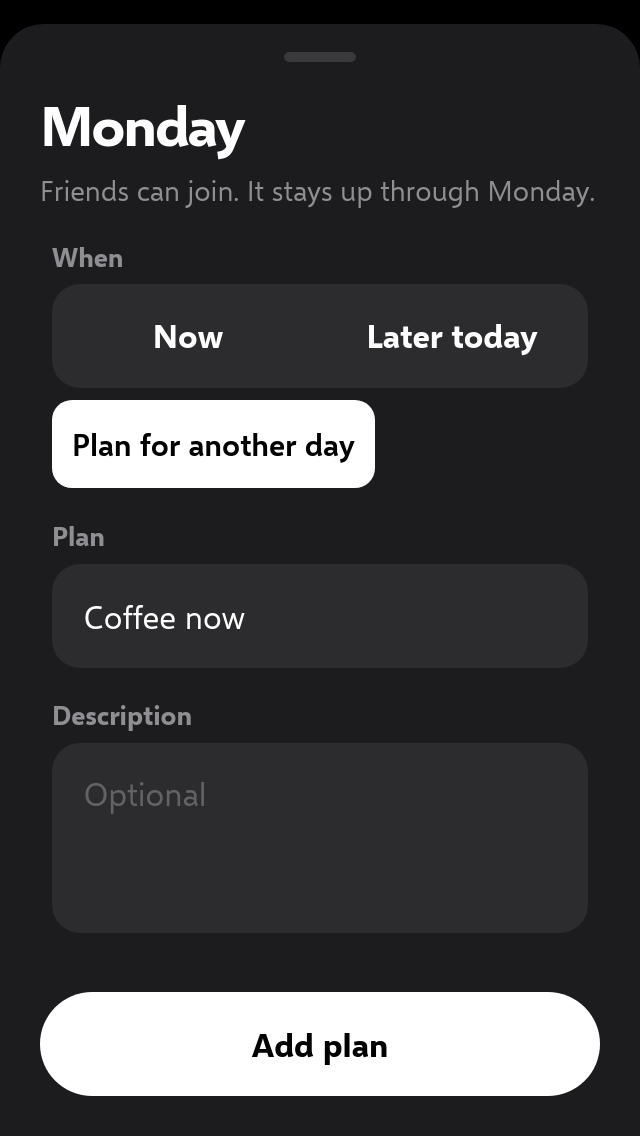 Monday
Friends can join. It stays up through Monday.
When
Now Later today
Plan for another day
Plan
Coffee now
Description
Optional
Add plan